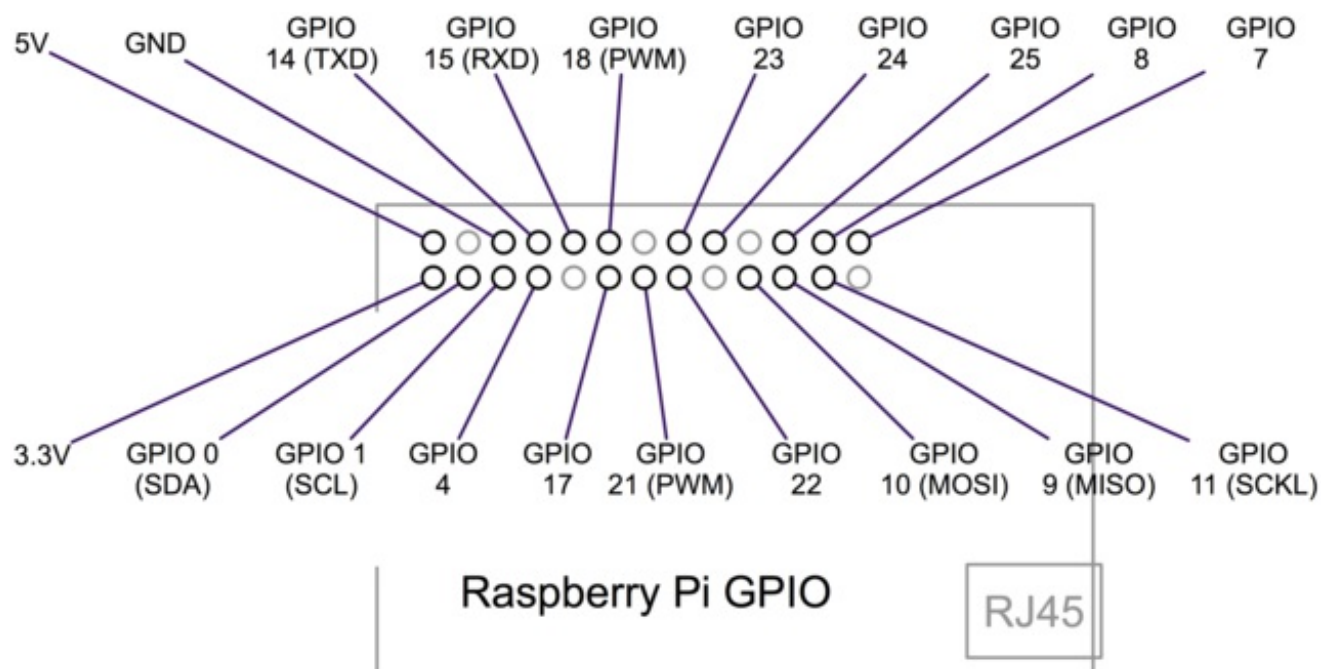 5V
GND
GPIO
14 (TXD)
GPIO
15 (RXD)
GPIO
18 (PWM)
GPIO
23
GPIO
24
GPIO
25
GPIO
8
GPIO
7
3.3V
GPIO 0
(SDA)
GPIO 1
(SCL)
GPIO
4
GPIO
17
GPIO
21 (PWM)
GPIO
22
GPIO
10 (MOSI)
GPIO
9 (MISO)
GPIO
11 (SCKL)
Raspberry Pi GPIO
RJ45